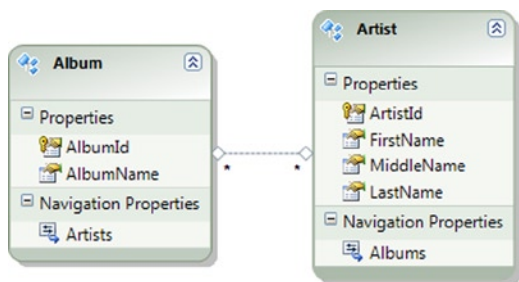 Album
Properties
AlbumId
AlbumName
Navigation Properties
Artists
*
*
Artist
Properties
ArtistId
FirstName
MiddleName
LastName
Navigation Properties
Albums